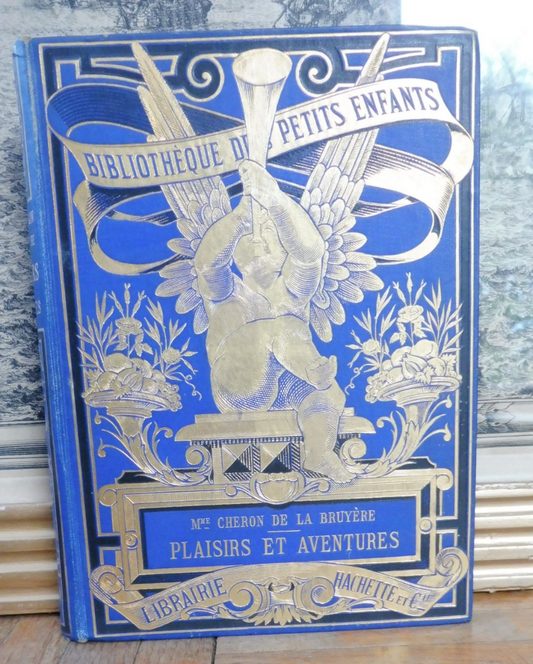 BIBLIOTHÈQUE DES PETITS ENFANTS
MME CHERON DE LA BRUYÈRE
PLAISIRS ET AVENTURES
LIBRAIRIE HACHETTE ET CIE